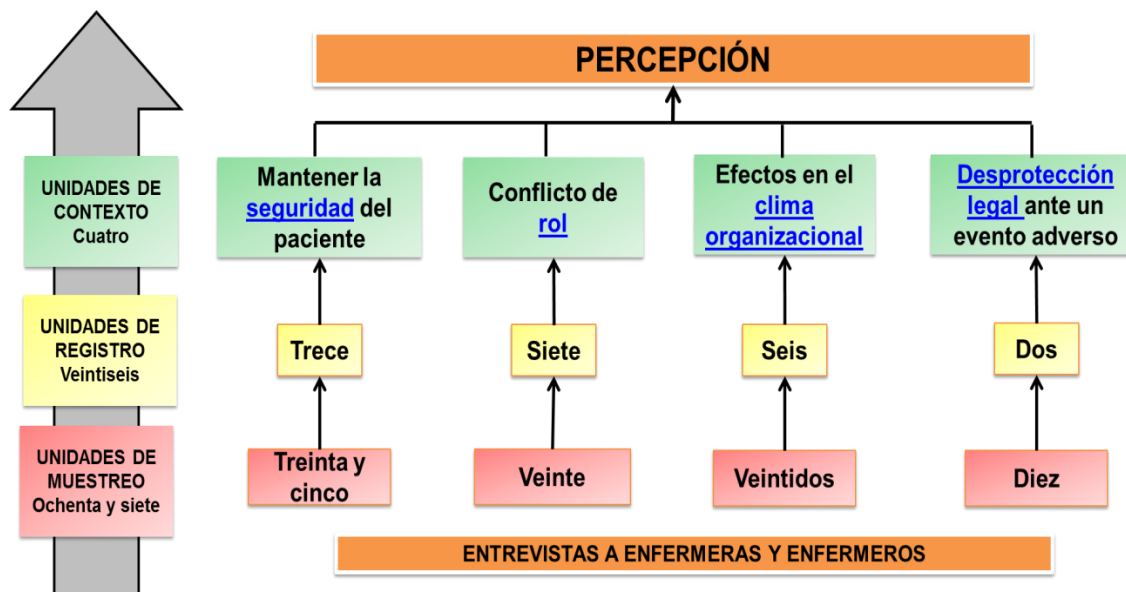 PERCEPCIÓN
UNIDADES DE
CONTEXTO
Cuatro
Mantener la
seguridad del
paciente
Conflicto de
rol
Efectos en el
clima
organizacional
Desprotección
legal ante un
evento adverso
UNIDADES DE
REGISTRO
Veintiseis
Trece
Siete
Seis
Dos
UNIDADES DE
MUESTREO
Ochenta y siete
Treinta y
cinco
Veinte
Veintidos
Diez
ENTREVISTAS A ENFERMERAS Y ENFERMEROS